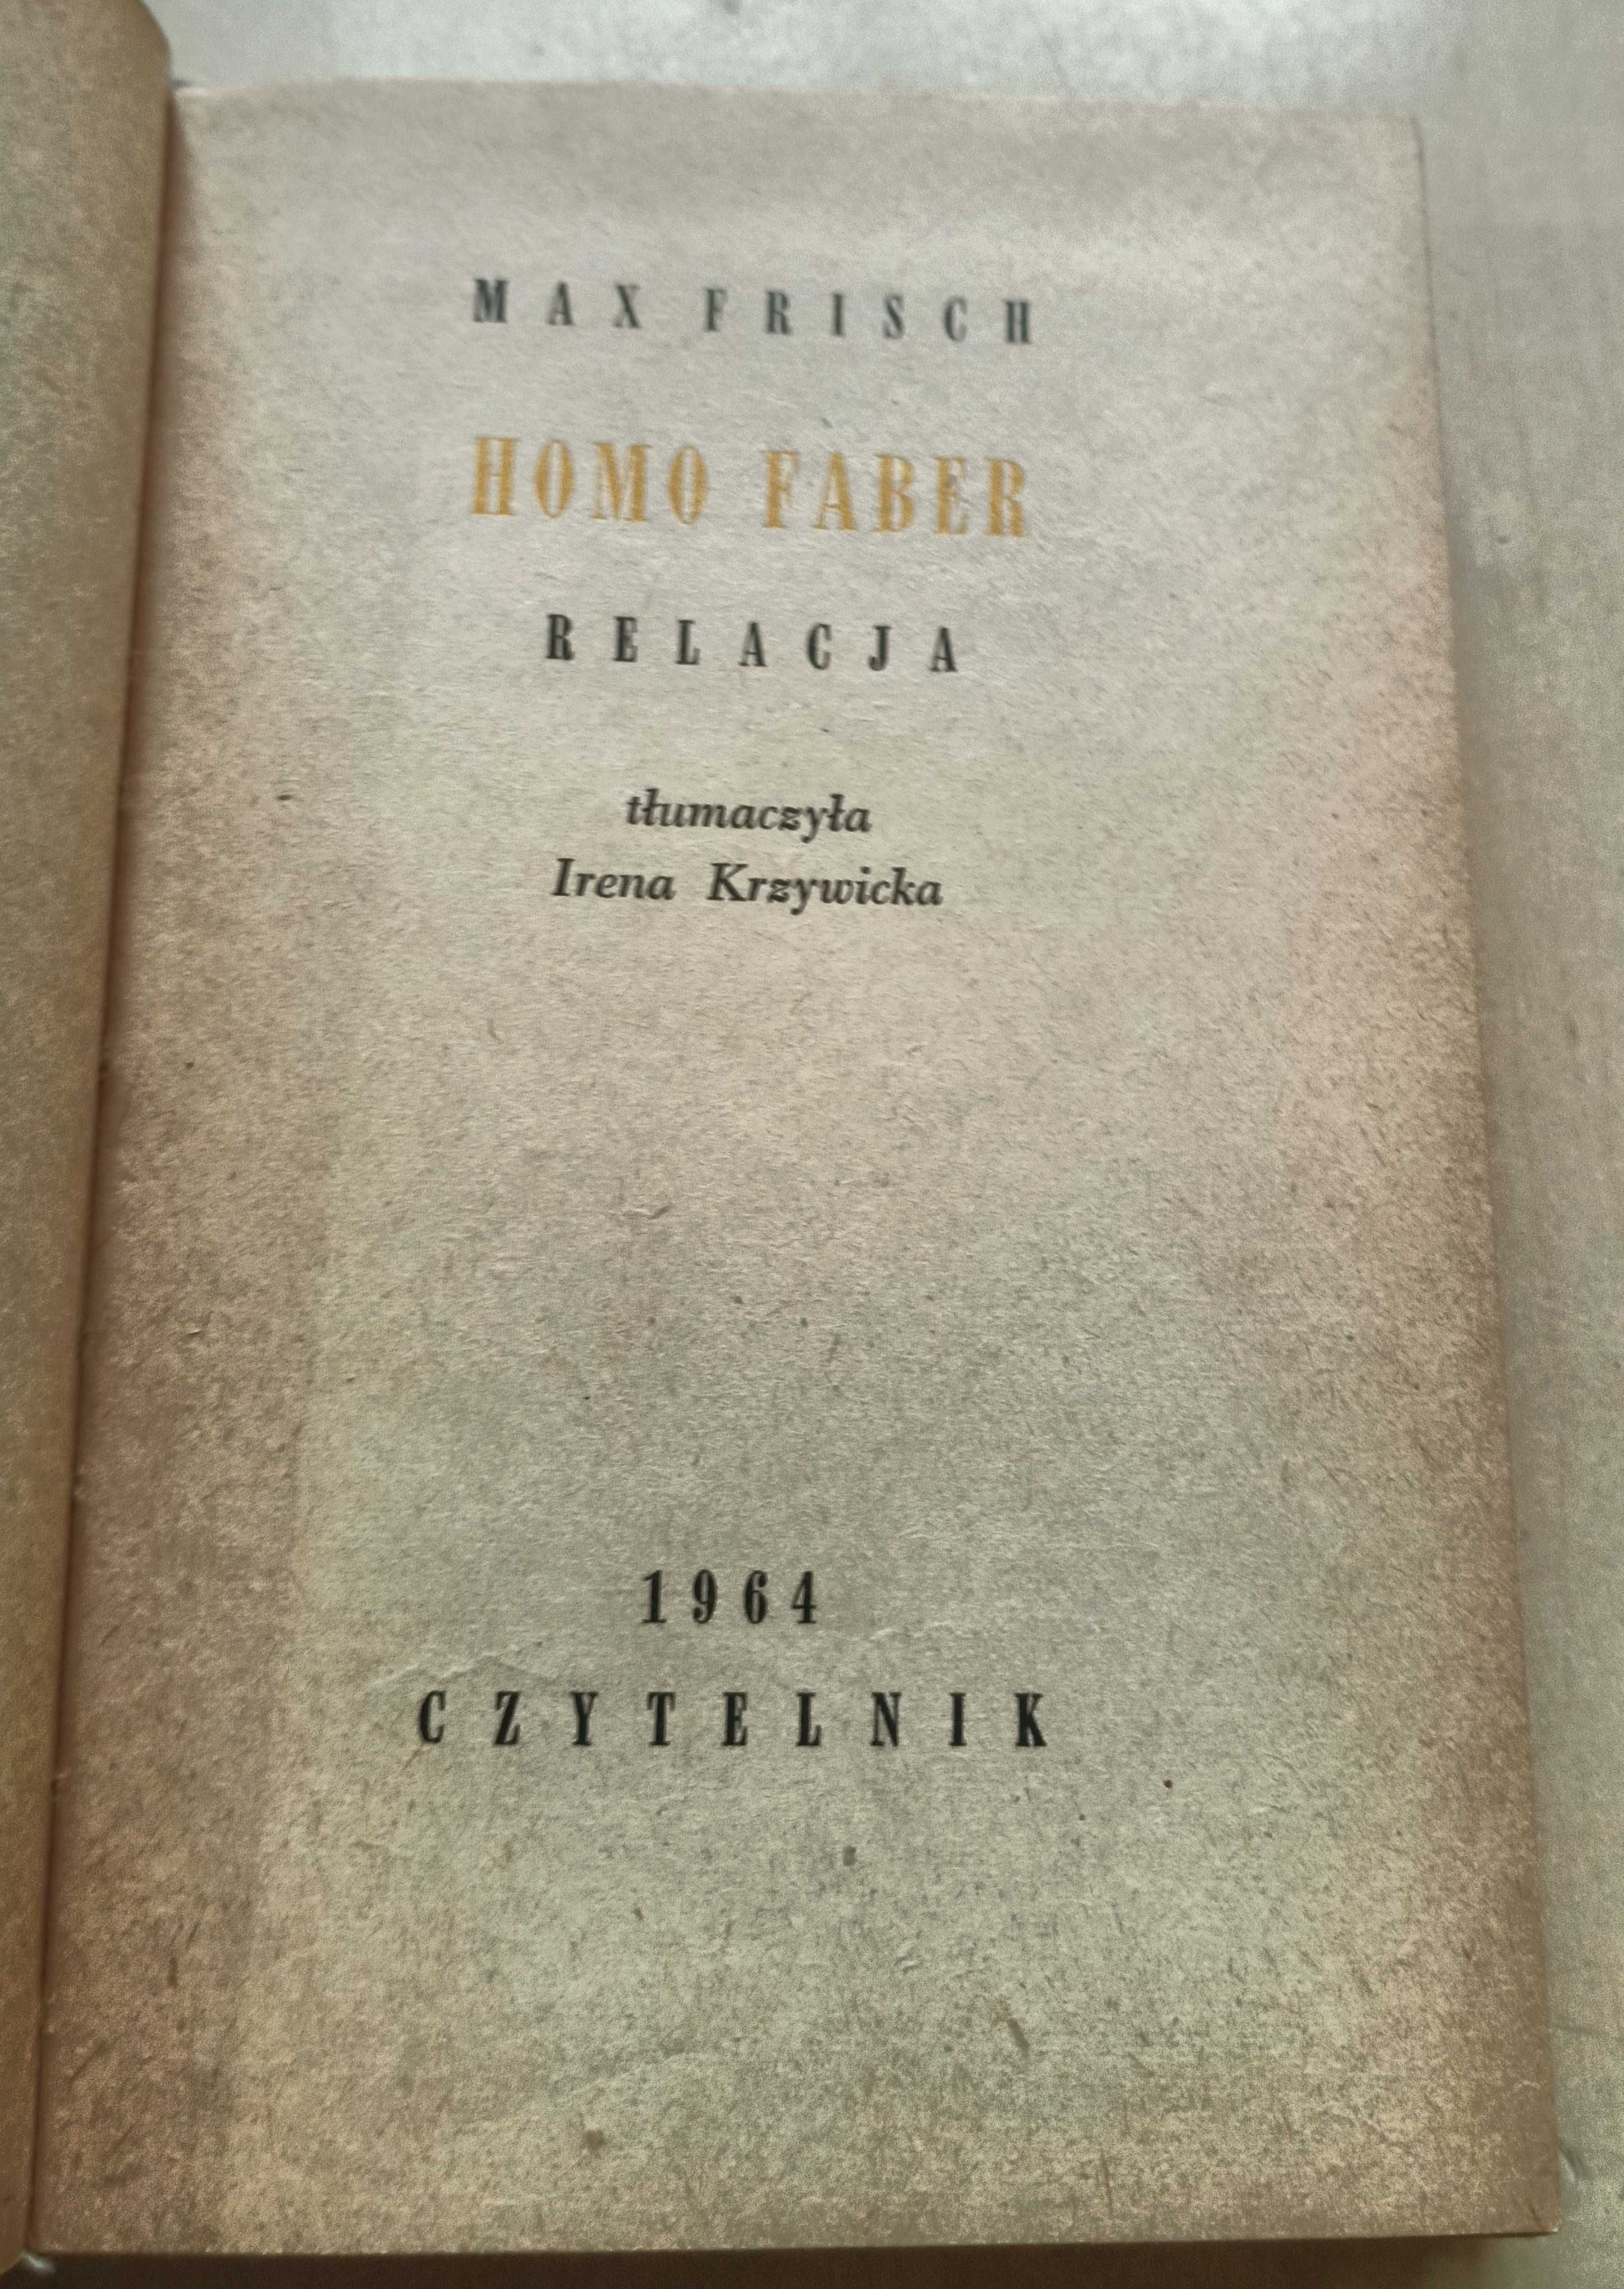 MAX FRISCH
HOMO FABER
RELACJA
tłumaczyła
Irena Krzywicka
1964
CZYTELNIK